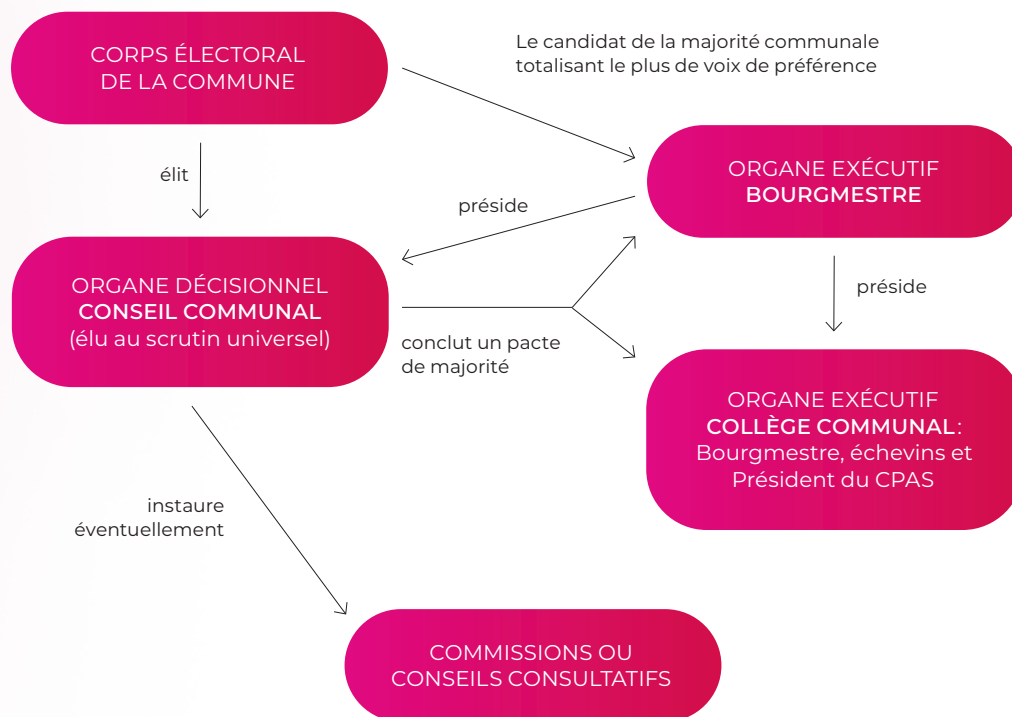 CORPS ÉLECTORAL
DE LA COMMUNE
Le candidat de la majorité communale
totalisant le plus de voix de préférence
ORGANE EXÉCUTIF
BOURGMESTRE
élit
préside
préside
ORGANE DÉCISIONNEL
CONSEIL COMMUNAL
(élu au scrutin universel)
conclut un pacte
de majorité
ORGANE EXÉCUTIF
COLLÈGE COMMUNAL:
Bourgmestre, échevins et
Président du CPAS
instaure
éventuellement
COMMISSIONS OU
CONSEILS CONSULTATIFS